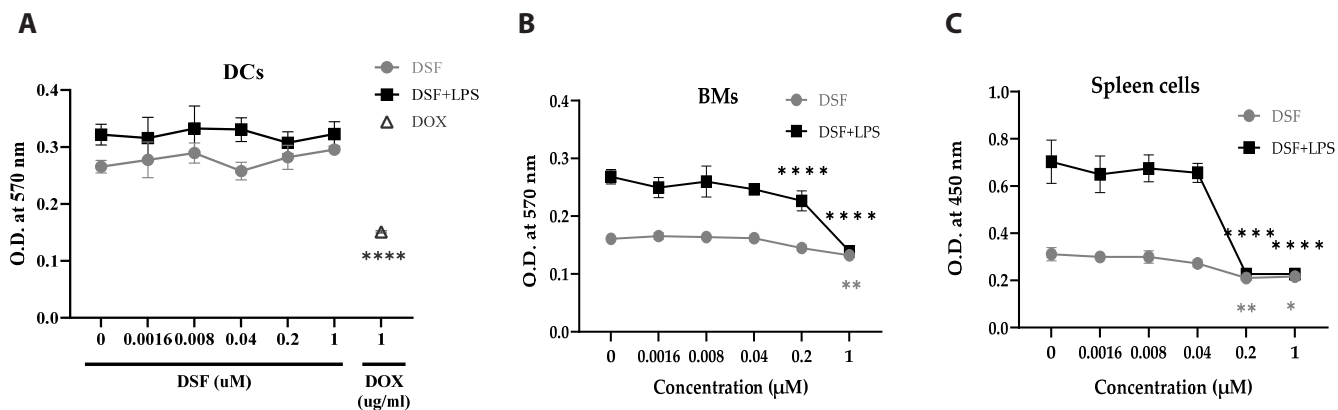 A
DCs
DSF
DSF+LPS
DOX
O.D. at 570 nm
0.4
0.3
0.2
0.1
0.0
****
0 0.0016 0.008 0.04 0.2 1 1
DSF (uM)
DOX
(ug/ml)
B
BMs
DSF
DSF+LPS
O.D. at 570 nm
0.4
0.3
0.2
0.1
0.0
****
****
**
0 0.0016 0.008 0.04 0.2 1
Concentration (μM)
C
Spleen cells
DSF
DSF+LPS
O.D. at 450 nm
1.0
0.8
0.6
0.4
0.2
0.0
****
****
**
*
0 0.0016 0.008 0.04 0.2 1
Concentration (μM)